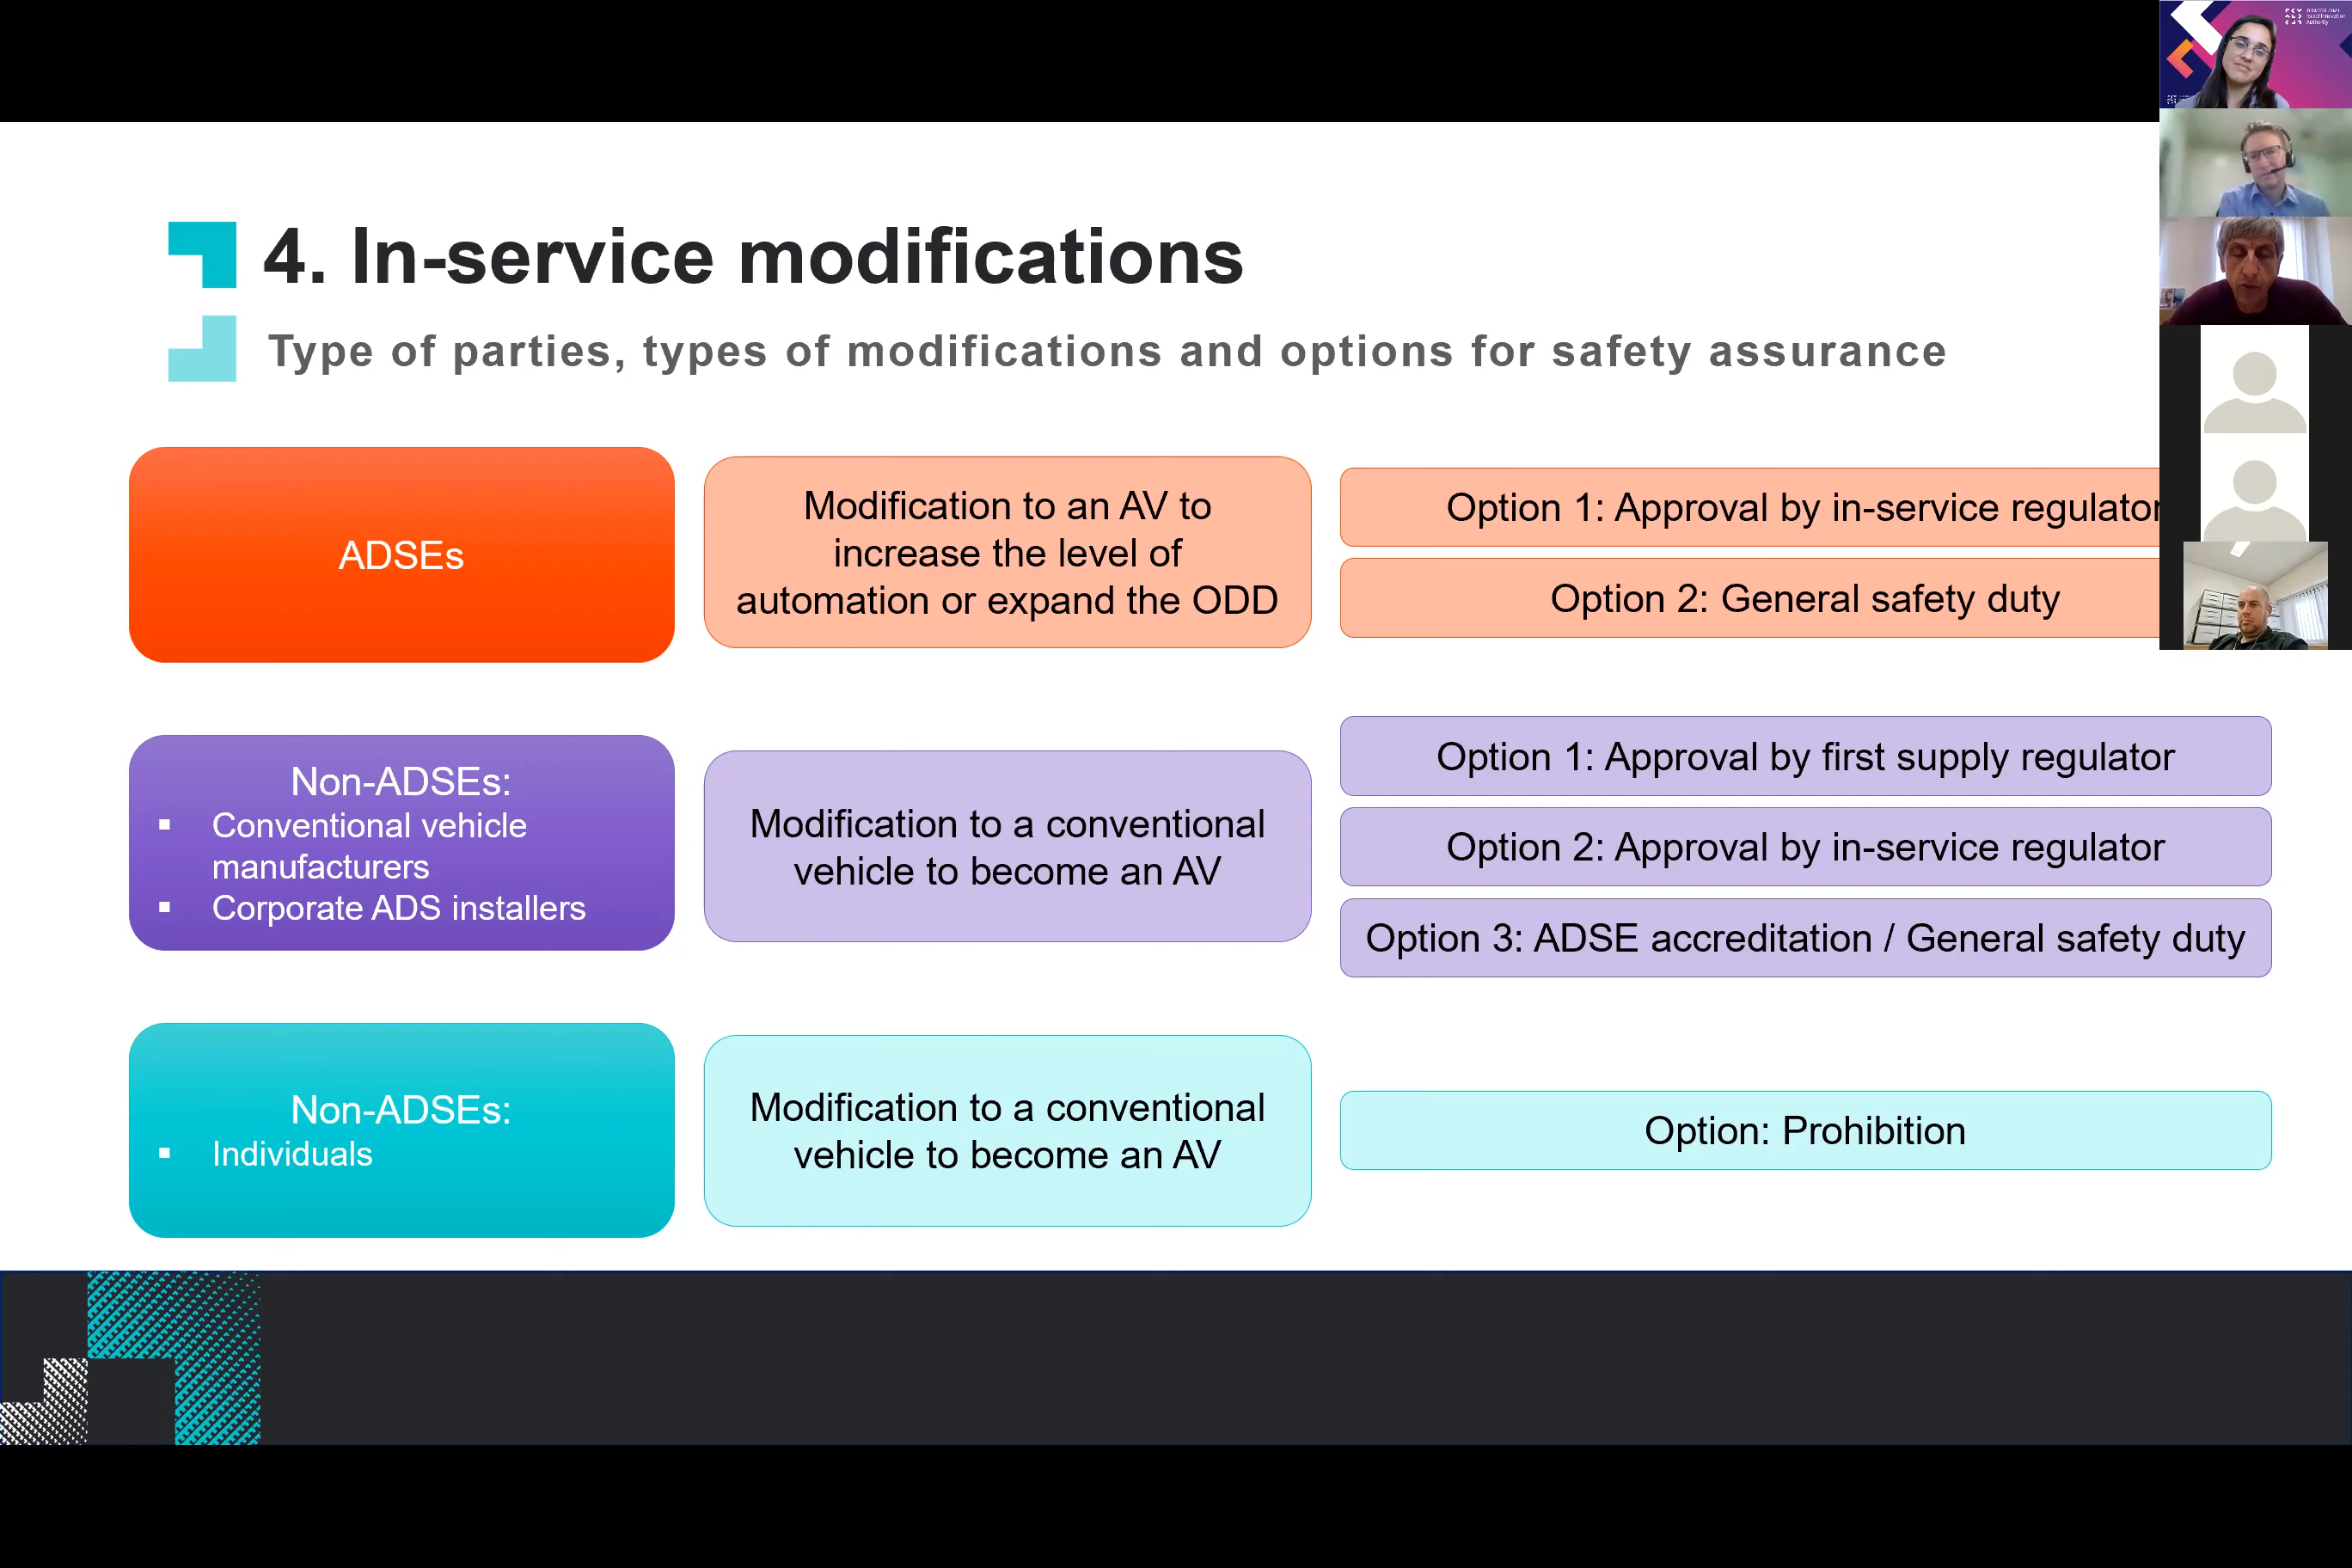 4. In-service modifications
Type of parties, types of modifications and options for safety assurance
ADSEs
Modification to an AV to
increase the level of
automation or expand the ODD
Option 1: Approval by in-service regulator
Option 2: General safety duty
Non-ADSEs:
▪ Conventional vehicle
manufacturers
▪ Corporate ADS installers
Modification to a conventional
vehicle to become an AV
Option 1: Approval by first supply regulator
Option 2: Approval by in-service regulator
Option 3: ADSE accreditation / General safety duty
Non-ADSEs:
▪ Individuals
Modification to a conventional
vehicle to become an AV
Option: Prohibition
Israel Innovation
Authority